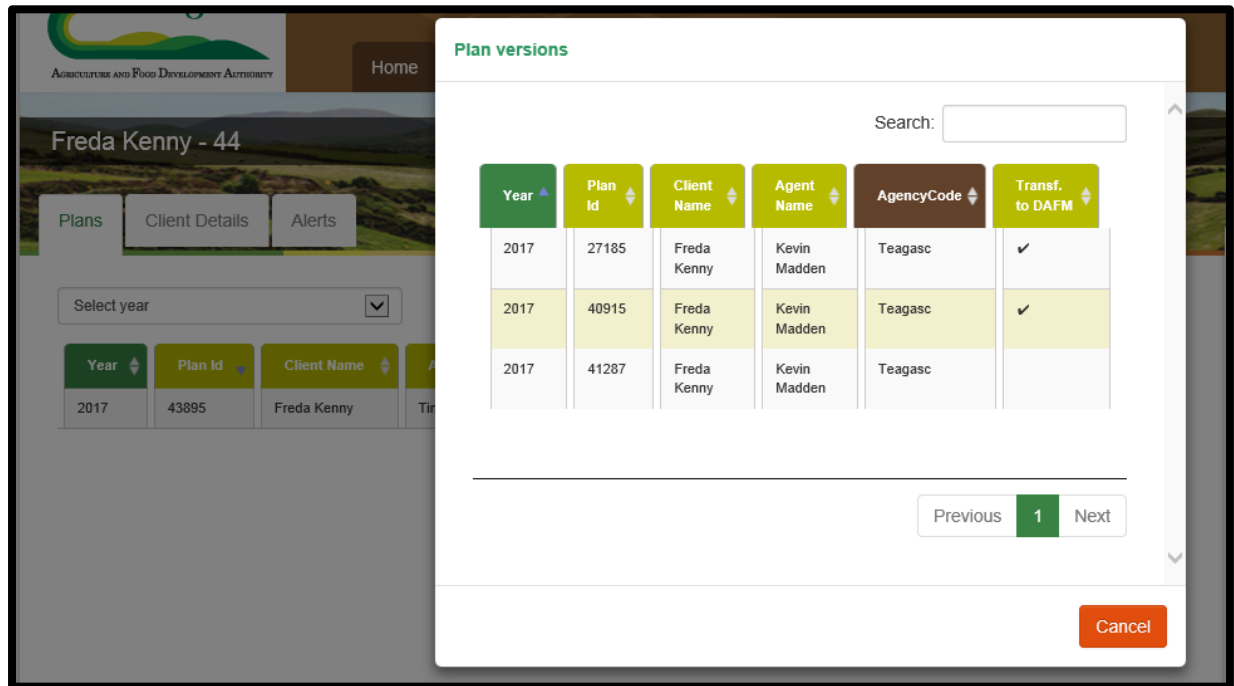 AGRICULTURE AND FOOD DEVELOPMENT AUTHORITY
Home
Freda Kenny - 44
Plans Client Details Alerts
Select year
Year Plan Id Client Name
2017 43895 Freda Kenny
Plan versions
Search:
Year Plan Client Agent AgencyCode Transf.
Id Name Name to DAFM
2017 27185 Freda Kevin Teagasc ✔
Kenny Madden
2017 40915 Freda Kevin Teagasc ✔
Kenny Madden
2017 41287 Freda Kevin Teagasc
Kenny Madden
Previous 1 Next
Cancel